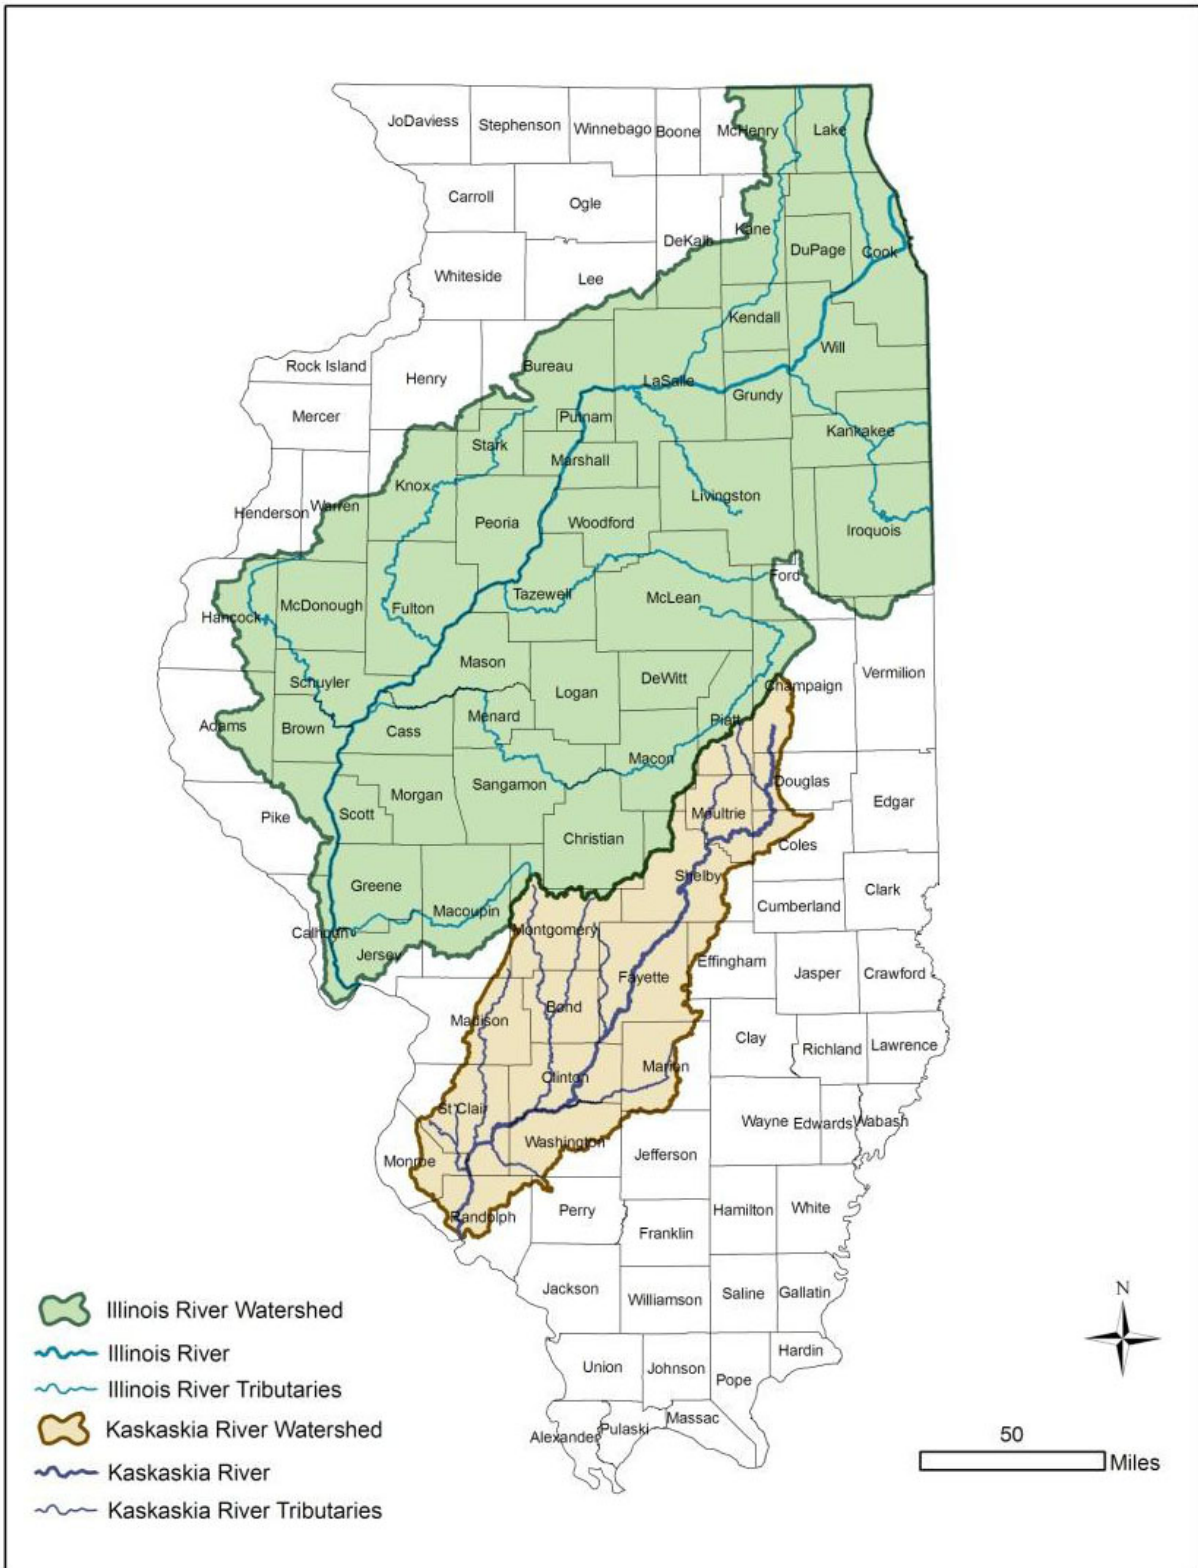 JoDaviess
Stephenson
Winnebago
Boone
McHenry
Lake
Carroll
Ogle
DeKalb
Kane
DuPage
Cook
Whiteside
Lee
Kendall
Will
Rock Island
Henry
Bureau
LaSalle
Grundy
Mercer
Putnam
Kankakee
Stark
Marshall
Knox
Livingston
Henderson
Warren
Peoria
Woodford
Iroquois
Ford
Hancock
McDonough
Fulton
Tazewell
McLean
Mason
Schuyler
Logan
DeWitt
Champaign
Vermilion
Adams
Brown
Cass
Menard
Piatt
Macon
Sangamon
Morgan
Douglas
Edgar
Pike
Scott
Moultrie
Christian
Coles
Greene
Shelby
Clark
Macoupin
Cumberland
Calhoun
Jersey
Montgomery
Effingham
Jasper
Crawford
Fayette
Madison
Bond
Clay
Richland
Lawrence
Marion
Clinton
St Clair
Wayne
Edwards
Wabash
Washington
Jefferson
Monroe
Randolph
Perry
Hamilton
White
Franklin
Jackson
Williamson
Saline
Gallatin
Union
Johnson
Pope
Hardin
Alexander
Pulaski
Massac
Illinois River Watershed
Illinois River
Illinois River Tributaries
Kaskaskia River Watershed
Kaskaskia River
Kaskaskia River Tributaries
N
50
Miles